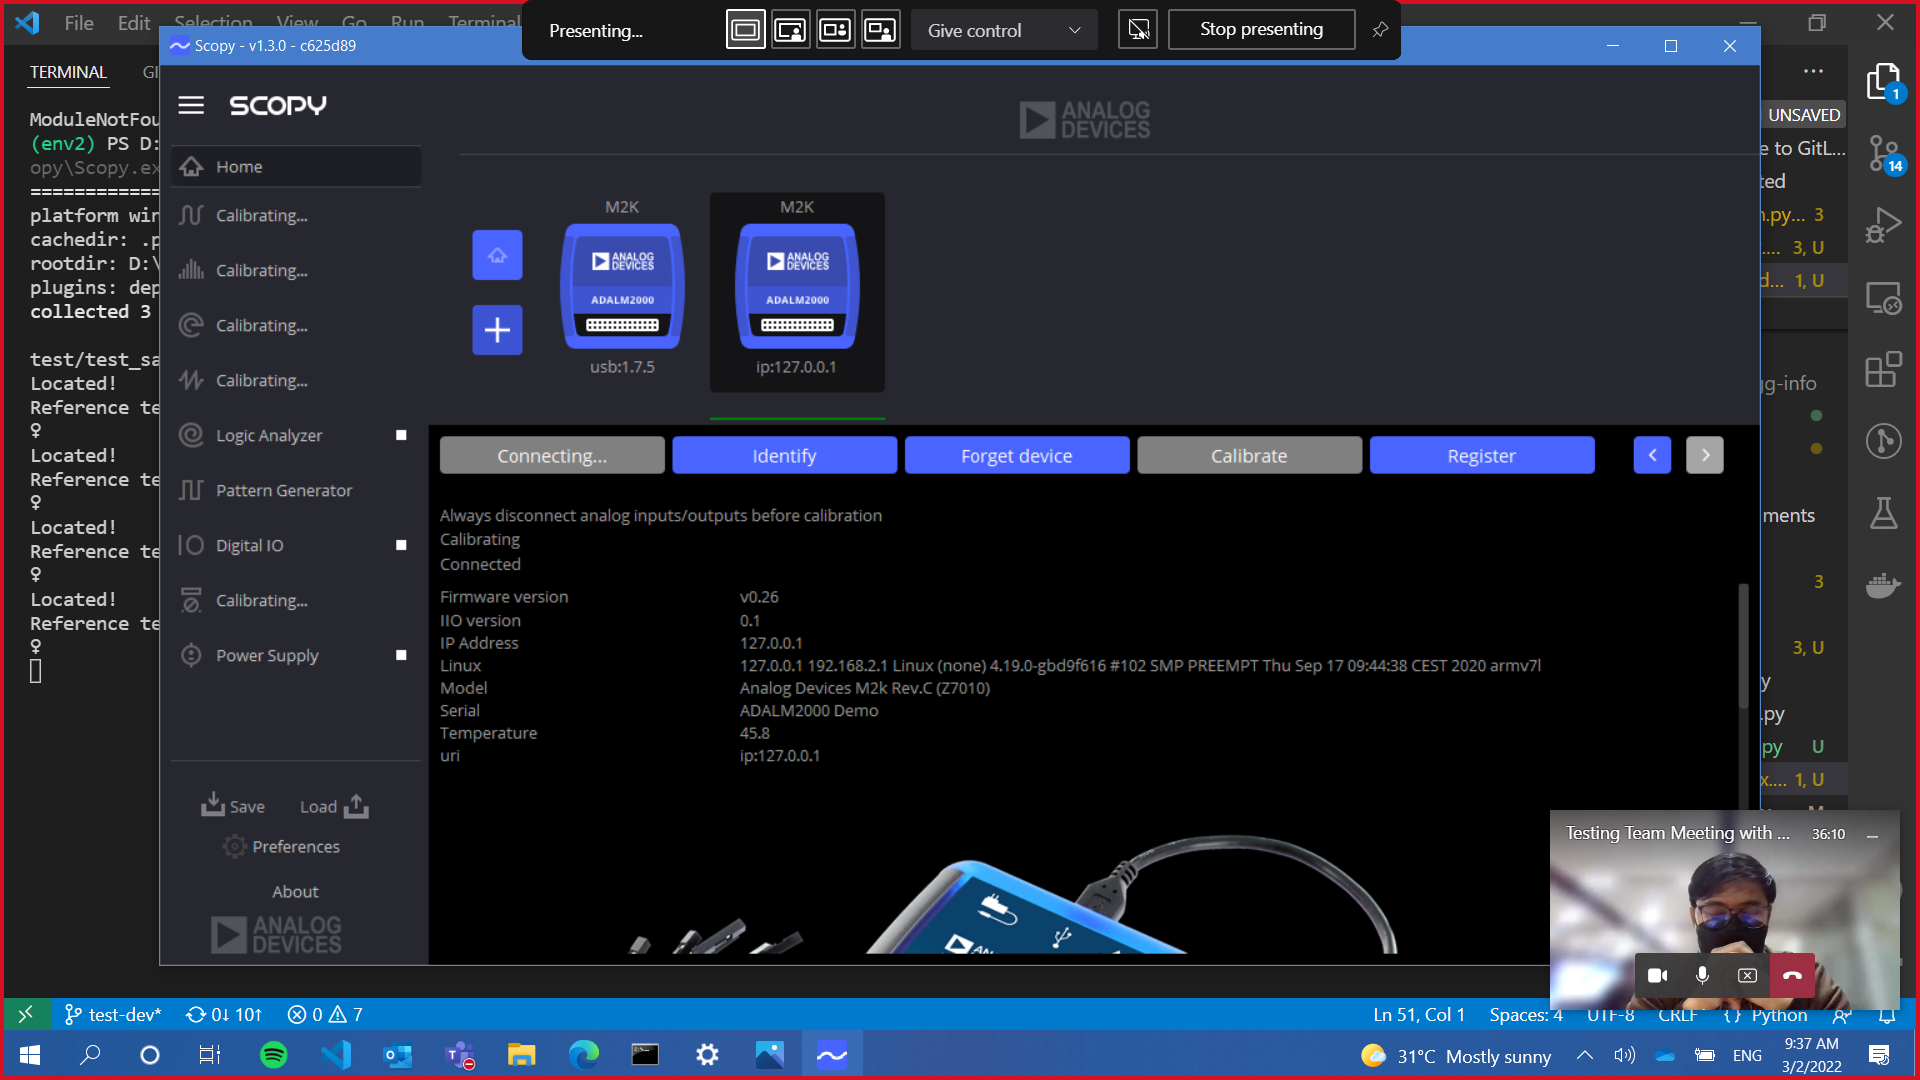 File Edit Selection View Go Run Terminal
Presenting...
Give control
Stop presenting
Scopy - v1.3.0 - c625d89
TERMINAL
SCOPY
ANALOG
DEVICES
UNSAVED
1
ModuleNotFou
(env2) PS D:
opy\Scopy.ex
============
platform win
cachedir: .p
rootdir: D:\
plugins: dep
collected 3
test/test_sa
Located!
Reference te
♀
Located!
Reference te
♀
Located!
Reference te
♀
Located!
Reference te
♀
Home
Calibrating...
Calibrating...
Calibrating...
Calibrating...
Logic Analyzer
Pattern Generator
Digital IO
Calibrating...
Power Supply
Save
Load
Preferences
About
ANALOG
DEVICES
M2K
ANALOG
DEVICES
ADALM2000
usb:1.7.5
M2K
ANALOG
DEVICES
ADALM2000
ip:127.0.0.1
Connecting...
Identify
Forget device
Calibrate
Register
Always disconnect analog inputs/outputs before calibration
Calibrating
Connected
Firmware version v0.26
IIO version 0.1
IP Address 127.0.0.1
Linux 127.0.0.1 192.168.2.1 Linux (none) 4.19.0-gbd9f616 #102 SMP PREEMPT Thu Sep 17 09:44:38 CEST 2020 armv7l
Model Analog Devices M2k Rev.C (Z7010)
Serial ADALM2000 Demo
Temperature 45.8
uri ip:127.0.0.1
e to GitL...
14
ted
.py... 3
... 3, U
d... 1, U
gg-info
ments
3
3, U
y
.py
py U
x.... 1, U
Testing Team Meeting with ... 36:10
test-dev*
0↓ 10↑
0
7
Ln 51, Col 1
Spaces: 4
UTF-8
CRLF
{} Python
31°C Mostly sunny
ENG
9:37 AM
3/2/2022